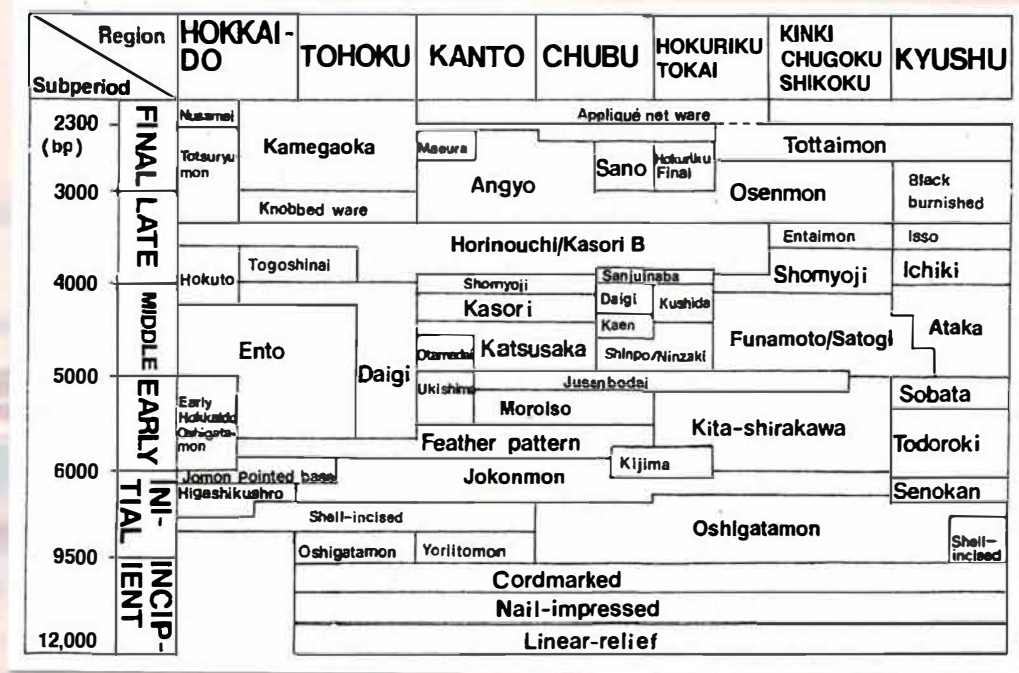 Region
Subperiod
HOKKAI-
DO
TOHOKU
KANTO
CHUBU
HOKURIKU
TOKAI
KINKI
CHUGOKU
SHIKOKU
KYUSHU
2300
(bp)
3000
4000
5000
6000
9500
12,000
FINAL
LATE
MIDDLE
EARLY
INI-
TIAL
INCIP-
IENT
Nusamai
Appliqué net ware
Totsuryu
mon
Kamegaoka
Maeura
Angyo
Sano
Hokuriku
Final
Tottaimon
Osenmon
Black
burnished
Knobbed ware
Horinouchi/Kasori B
Entaimon
Isso
Hokuto
Togoshinai
Shomyoji
Sanjuinaba
Shomyoji
Ichiki
Kasori
Daigi
Kushida
Kaen
Ento
Daigi
Otamadai
Katsusaka
Shinpo/Ninzaki
Funamoto/Satogi
Ataka
Ukishima
Jusanbodai
Moroiso
Sobata
Early
Hokkaido
Oshigata-
mon
Feather pattern
Kita-shirakawa
Todoroki
Kijima
Jomon Pointed base
Jokonmon
Higashikushro
Senokan
Shell-incised
Oshigatamon
Oshigatamon
Yoriitomon
Shell-
incised
Cordmarked
Nail-impressed
Linear-relief